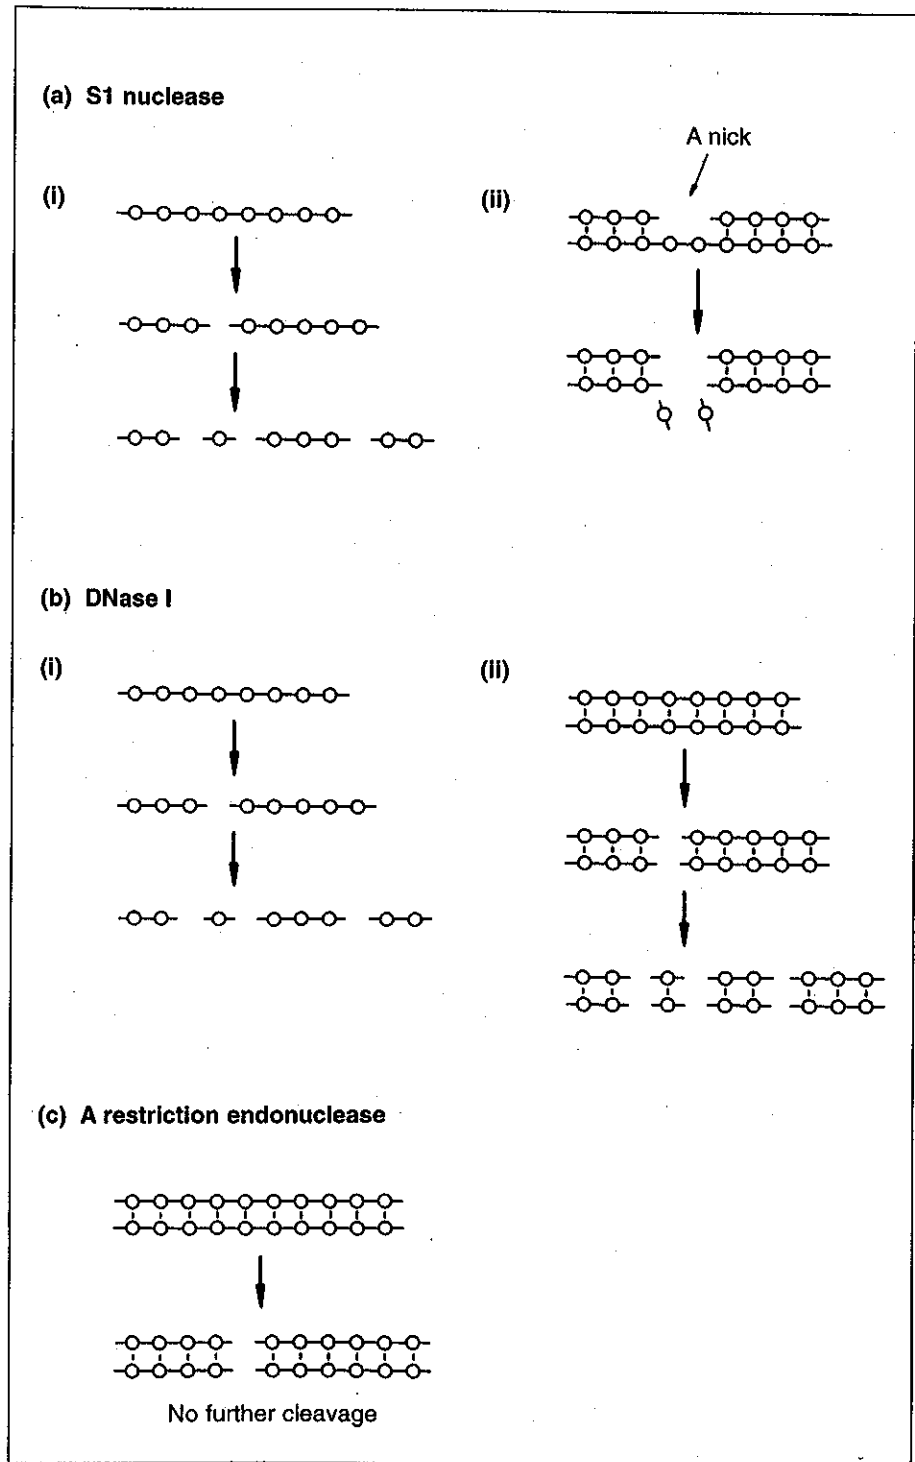 (a) S1 nuclease
A nick
(i)
(ii)
(b) DNase I
(i)
(ii)
(c) A restriction endonuclease
No further cleavage